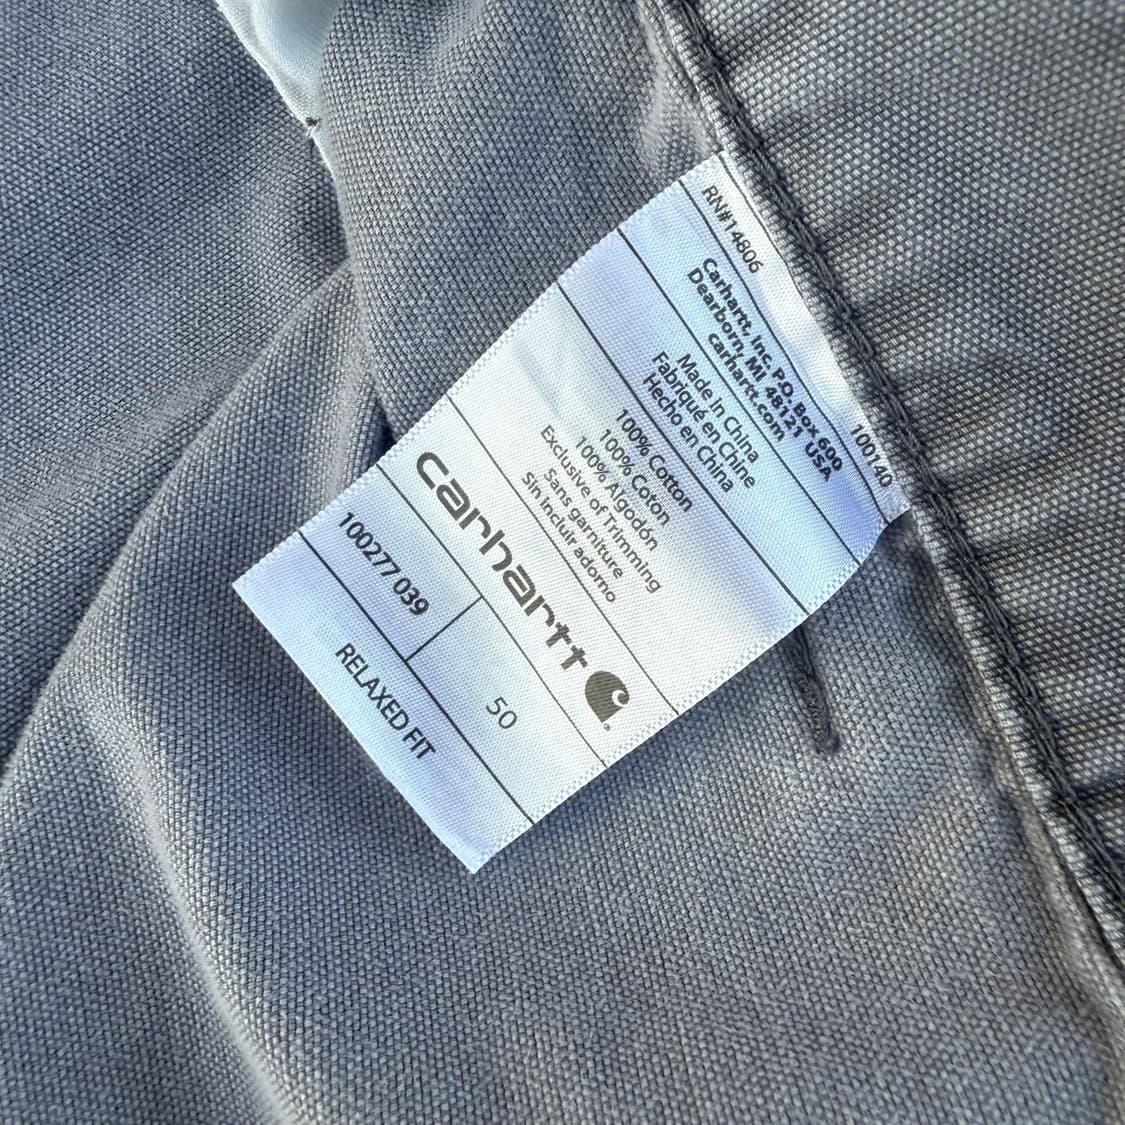 RN#14806
100140
Carhartt, Inc. P.O. Box 600
Dearborn, MI 48121 USA
carhartt.com
Made in China
Fabriqué en Chine
Hecho en China
100% Cotton
100% Coton
100% Algodón
Exclusive of Trimming
Sans garniture
Sin Incluir adorno
carhartt
100277 039
50
RELAXED FIT